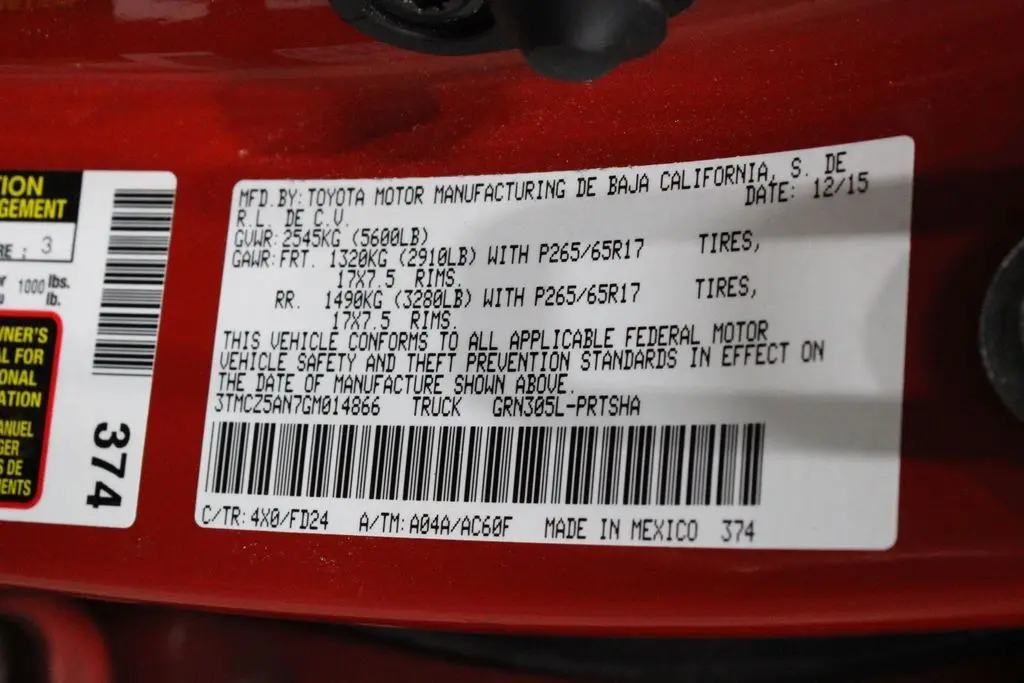 TION
GEMENT
RE : 3
1000 lbs.
lb.
WNER'S
AL FOR
ONAL
ATION
ANUEL
GER
S DE
ENTS
374
MFD. BY: TOYOTA MOTOR MANUFACTURING DE BAJA CALIFORNIA, S. DE
R.L. DE C.V. DATE: 12/15
GVWR: 2545KG (5600LB)
GAWR: FRT. 1320KG (2910LB) WITH P265/65R17 TIRES,
17X7.5 RIMS.
RR. 1490KG (3280LB) WITH P265/65R17 TIRES,
17X7.5 RIMS.
THIS VEHICLE CONFORMS TO ALL APPLICABLE FEDERAL MOTOR
VEHICLE SAFETY AND THEFT PREVENTION STANDARDS IN EFFECT ON
THE DATE OF MANUFACTURE SHOWN ABOVE.
3TMCZ5AN7GM014866 TRUCK GRN305L-PRTSHA
C/TR: 4X0/FD24 A/TM: A04A/AC60F MADE IN MEXICO 374